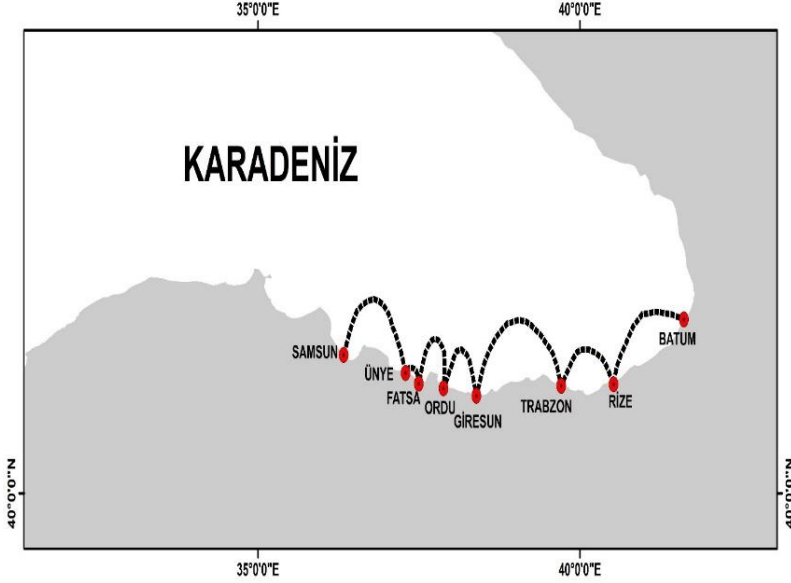 35°0'0"E
40°0'0"E
KARADENİZ
SAMSUN
ÜNYE
FATSA
ORDU
GİRESUN
TRABZON
RİZE
BATUM
40°0'0"N
40°0'0"N
35°0'0"E
40°0'0"E